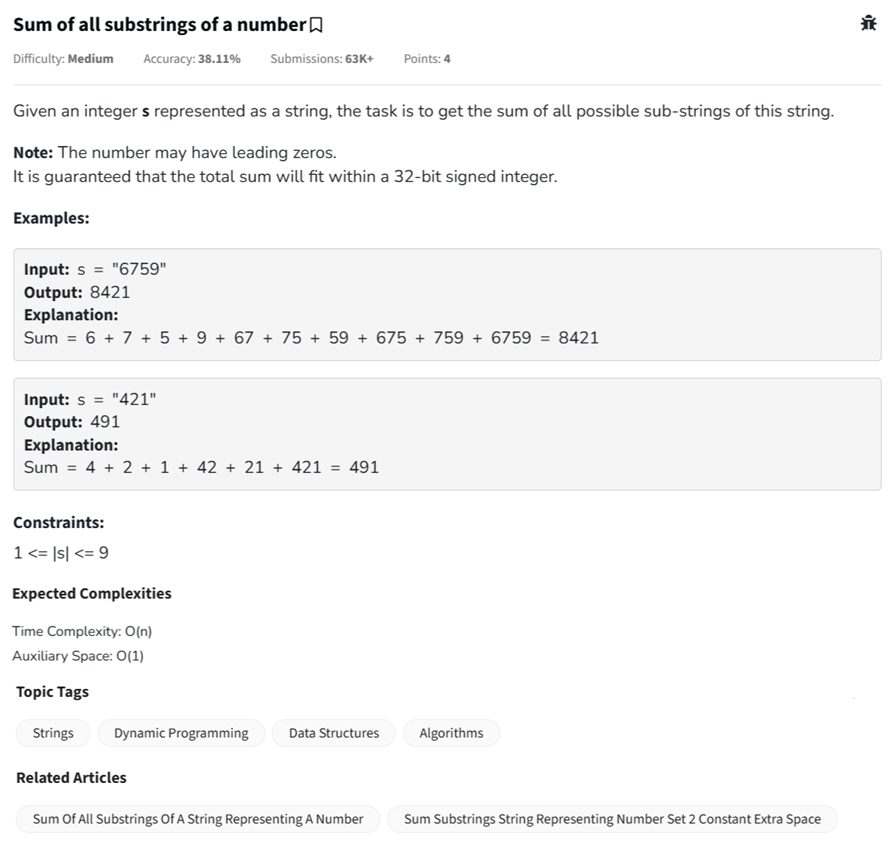 Sum of all substrings of a number
Difficulty: Medium Accuracy: 38.11% Submissions: 63K+ Points: 4
Given an integer s represented as a string, the task is to get the sum of all possible sub-strings of this string.
Note: The number may have leading zeros.
It is guaranteed that the total sum will fit within a 32-bit signed integer.
Examples:
Input: s = "6759"
Output: 8421
Explanation:
Sum = 6 + 7 + 5 + 9 + 67 + 75 + 59 + 675 + 759 + 6759 = 8421
Input: s = "421"
Output: 491
Explanation:
Sum = 4 + 2 + 1 + 42 + 21 + 421 = 491
Constraints:
1 <= |s| <= 9
Expected Complexities
Time Complexity: O(n)
Auxiliary Space: O(1)
Topic Tags
Strings Dynamic Programming Data Structures Algorithms
Related Articles
Sum Of All Substrings Of A String Representing A Number Sum Substrings String Representing Number Set 2 Constant Extra Space